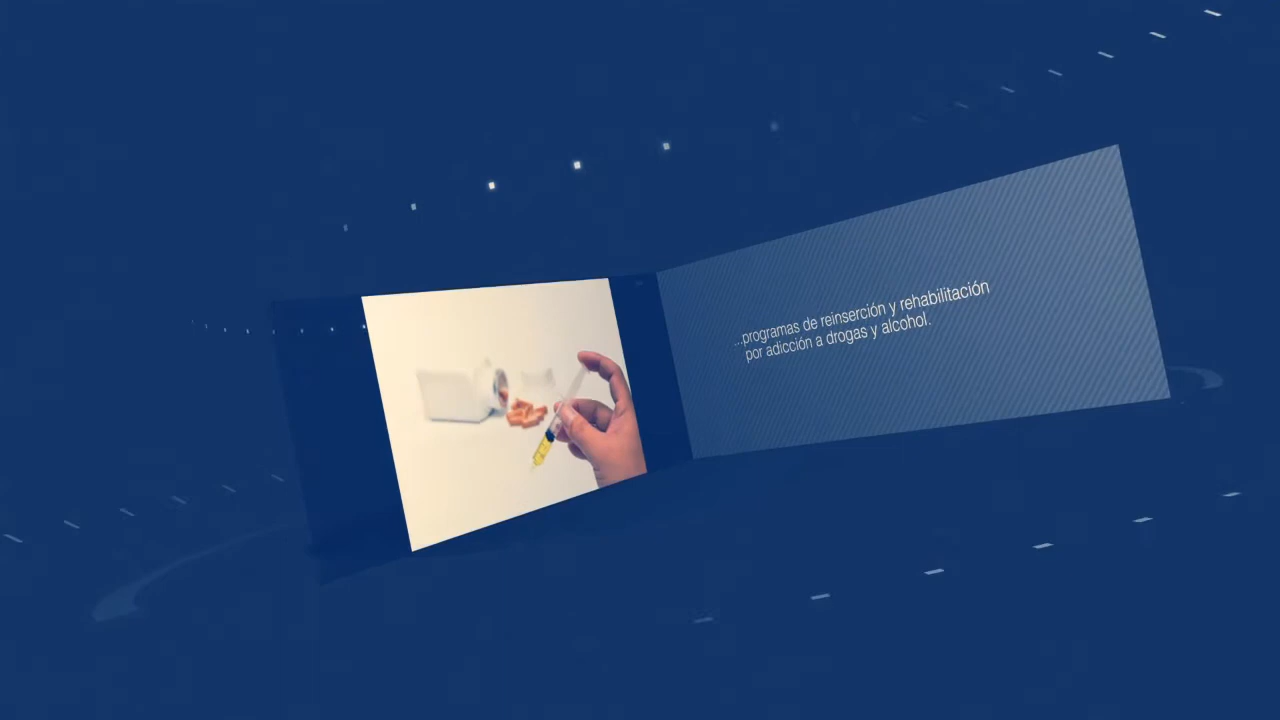 ...programas de reinserción y rehabilitación
por adicción a drogas y alcohol.